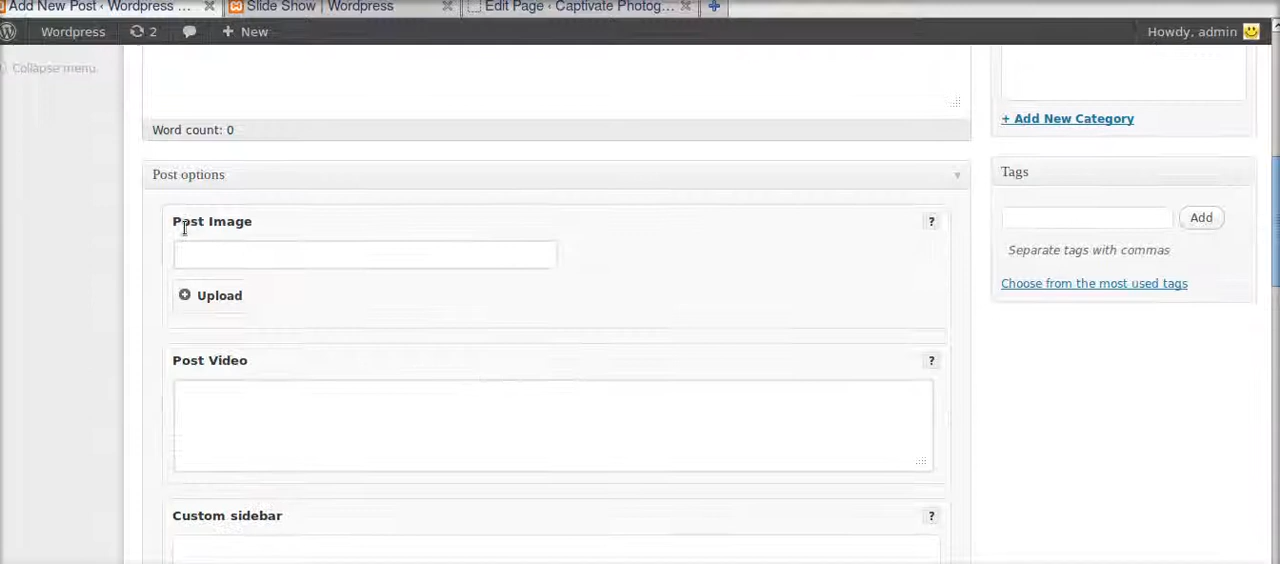 Add New Post ‹ Wordpress ... Slide Show | Wordpress Edit Page ‹ Captivate Photog...
Wordpress 2 + New Howdy, admin
Collapse menu
Word count: 0
+ Add New Category
Post options
Tags
Post Image ?
Add
Separate tags with commas
Upload
Choose from the most used tags
Post Video ?
Custom sidebar ?